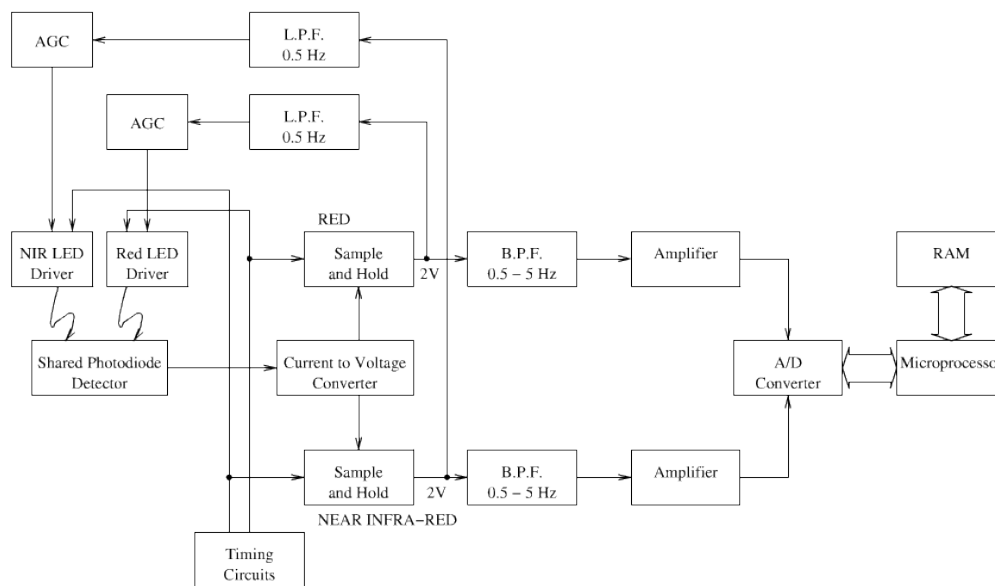 AGC
L.P.F.
0.5 Hz
AGC
L.P.F.
0.5 Hz
NIR LED
Driver
Red LED
Driver
RED
Sample
and Hold
2V
B.P.F.
0.5 – 5 Hz
Amplifier
RAM
Shared Photodiode
Detector
Current to Voltage
Converter
A/D
Converter
Microprocessor
Sample
and Hold
2V
NEAR INFRA–RED
B.P.F.
0.5 – 5 Hz
Amplifier
Timing
Circuits